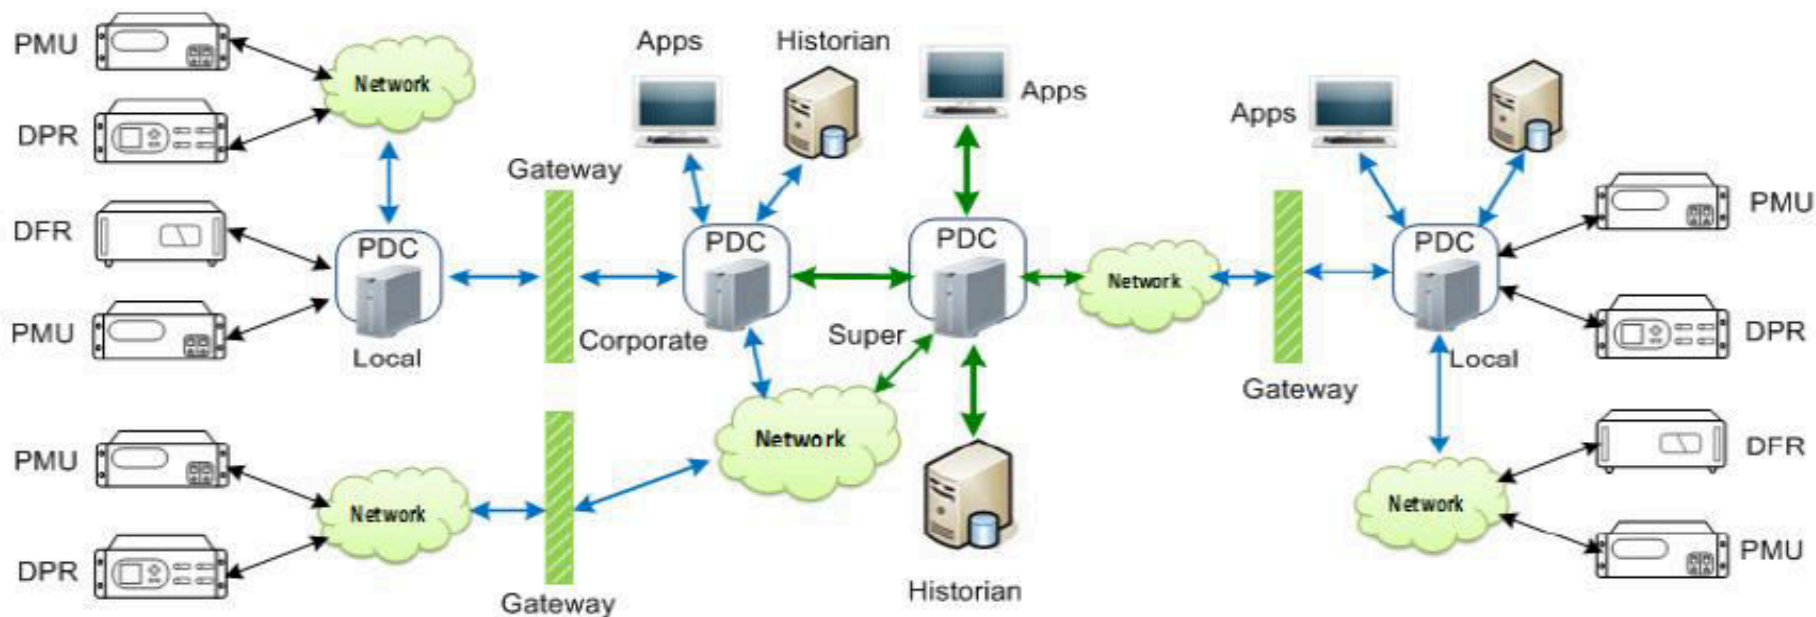 PMU
Network
DPR
DFR
PDC
PMU
Local
PMU
Network
DPR
Gateway
Gateway
Apps
Historian
PDC
Corporate
Network
Apps
PDC
Super
Historian
Network
Gateway
Apps
PDC
Local
Network
PMU
DPR
DFR
PMU